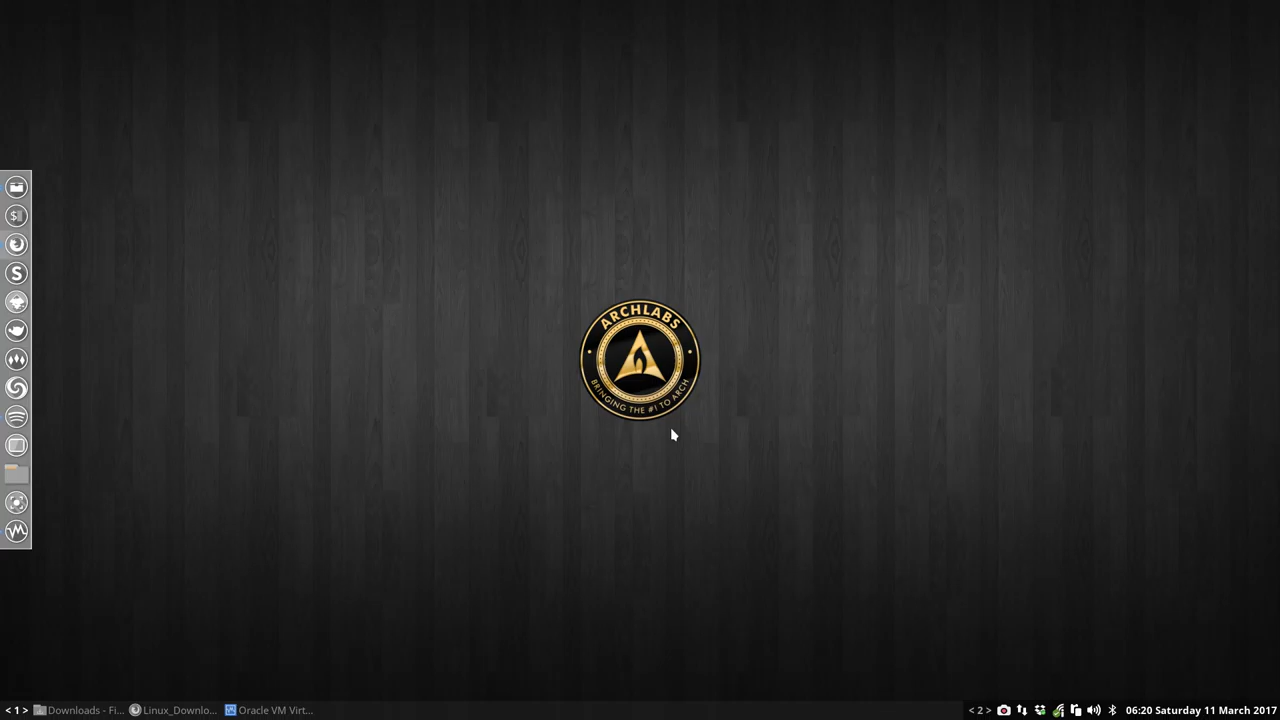 ARCHLABS
BRINGING THE #! TO ARCH
$
S
< 1 > Downloads - Fi... Linux_Downlo... Oracle VM Virt... < 2 > 06:20 Saturday 11 March 2017